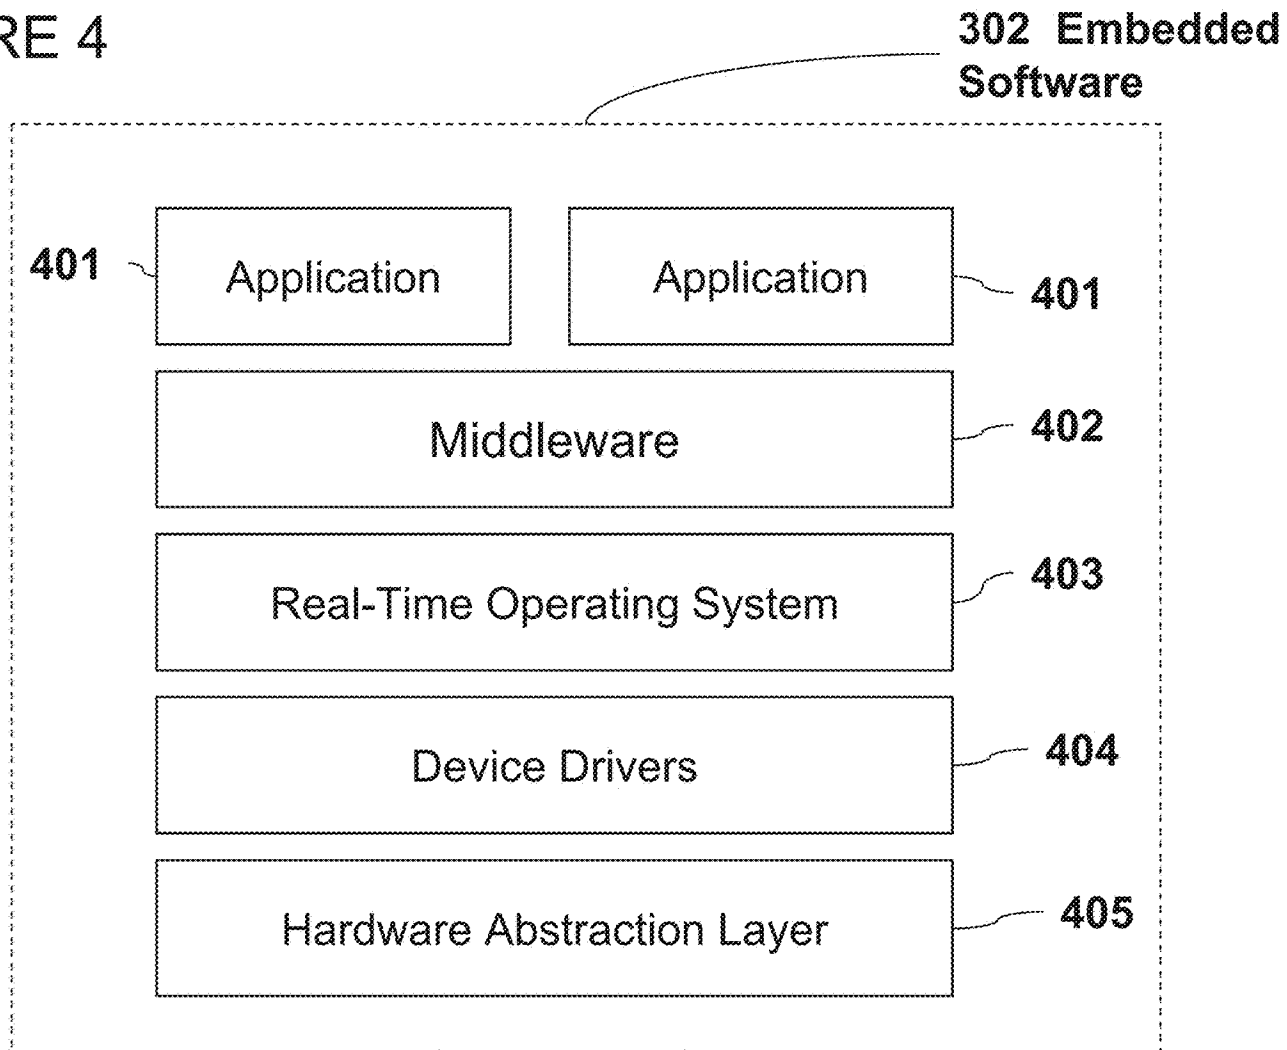 RE 4
302 Embedded
Software
401
Application
Application
401
Middleware
402
Real-Time Operating System
403
Device Drivers
404
Hardware Abstraction Layer
405